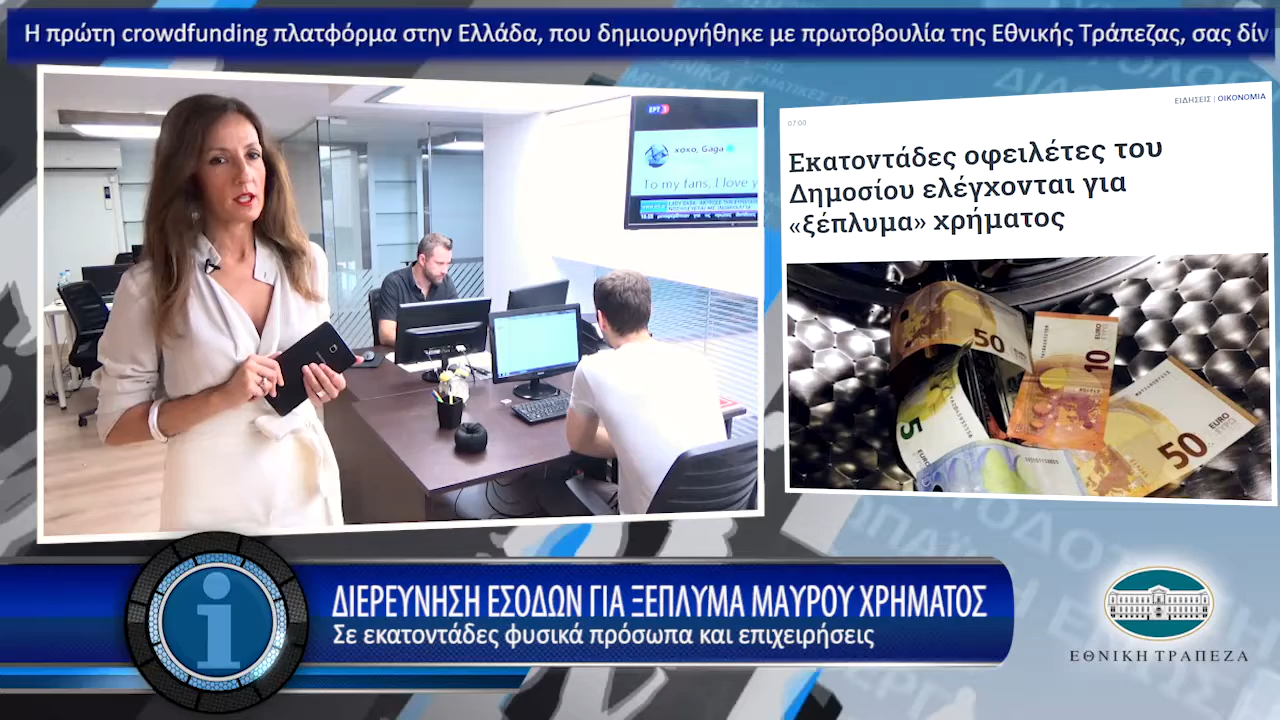 Η πρώτη crowdfunding πλατφόρμα στην Ελλάδα, που δημιουργήθηκε με πρωτοβουλία της Εθνικής Τράπεζας, σας δίν
ΕΡΤ3
xoxo, Gaga
To my fans, I love y
ΕΙΔΗΣΕΙΣ | ΟΙΚΟΝΟΜΙΑ
07:00
Εκατοντάδες οφειλέτες του
Δημοσίου ελέγχονται για
«ξέπλυμα» χρήματος
50
10
EURO
5
50
EURO
ΔΙΕΡΕΥΝΗΣΗ ΕΣΟΔΩΝ ΓΙΑ ΞΕΠΛΥΜΑ ΜΑΥΡΟΥ ΧΡΗΜΑΤΟΣ
Σε εκατοντάδες φυσικά πρόσωπα και επιχειρήσεις
ΕΘΝΙΚΗ ΤΡΑΠΕΖΑ